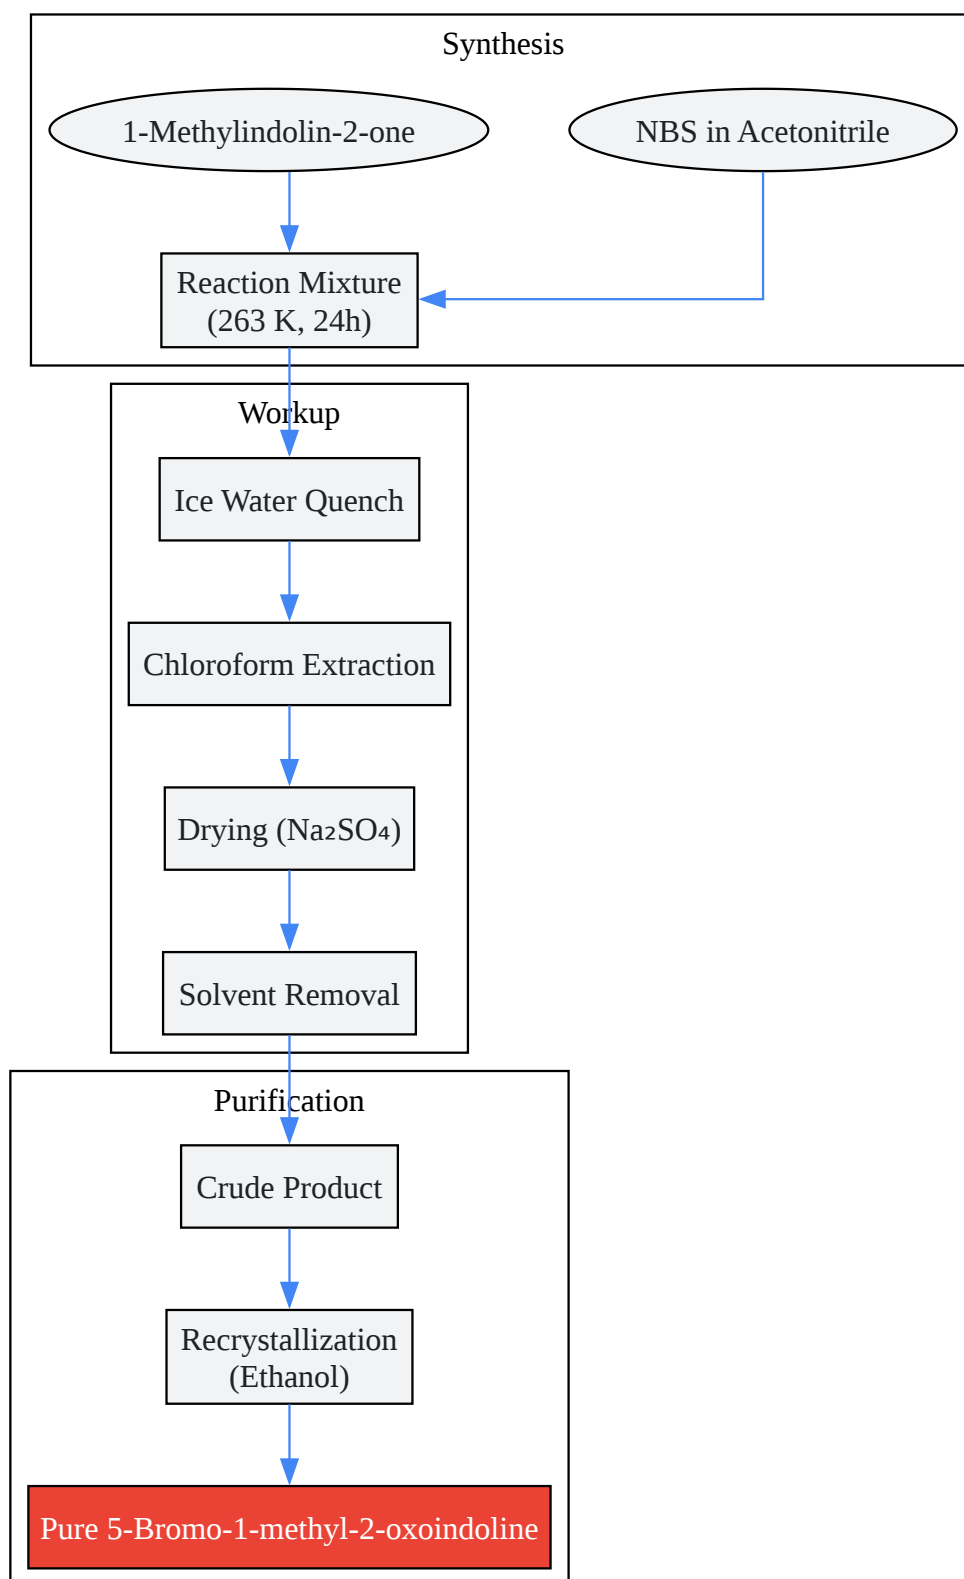 Synthesis
1-Methylindolin-2-one
NBS in Acetonitrile
Reaction Mixture
(263 K, 24h)
Workup
Ice Water Quench
Chloroform Extraction
Drying (Na₂SO₄)
Solvent Removal
Purification
Crude Product
Recrystallization
(Ethanol)
Pure 5-Bromo-1-methyl-2-oxoindoline